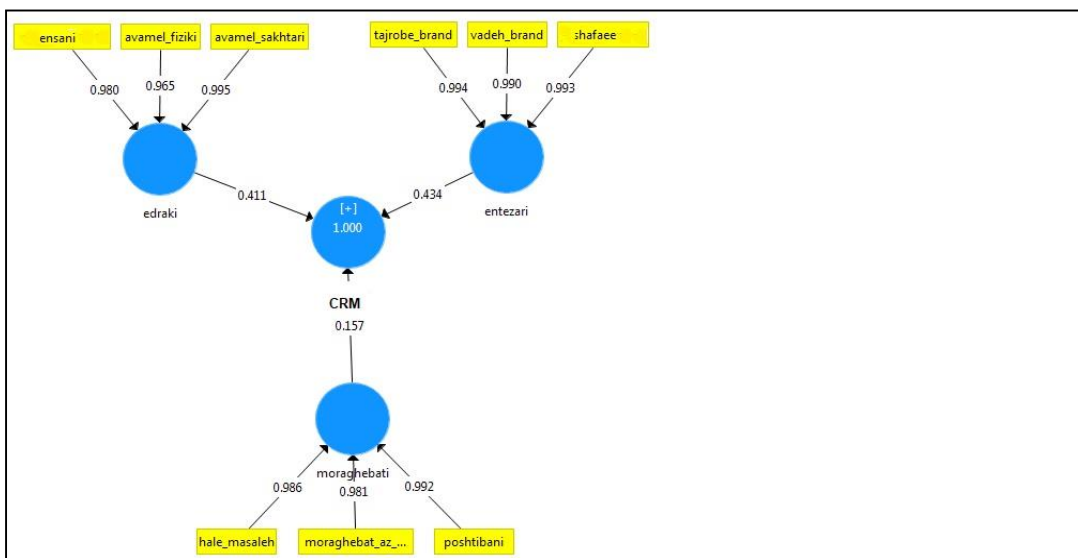 ensani
avamel_fiziki
avamel_sakhtari
tajrobe_brand
vadeh_brand
shafaee
0.980
0.965
0.995
0.994
0.990
0.993
edraki
entezari
0.411
0.434
[+]
1.000
CRM
0.157
moraghebati
0.986
0.981
0.992
hale_masaleh
moraghebat_az_...
poshtibani